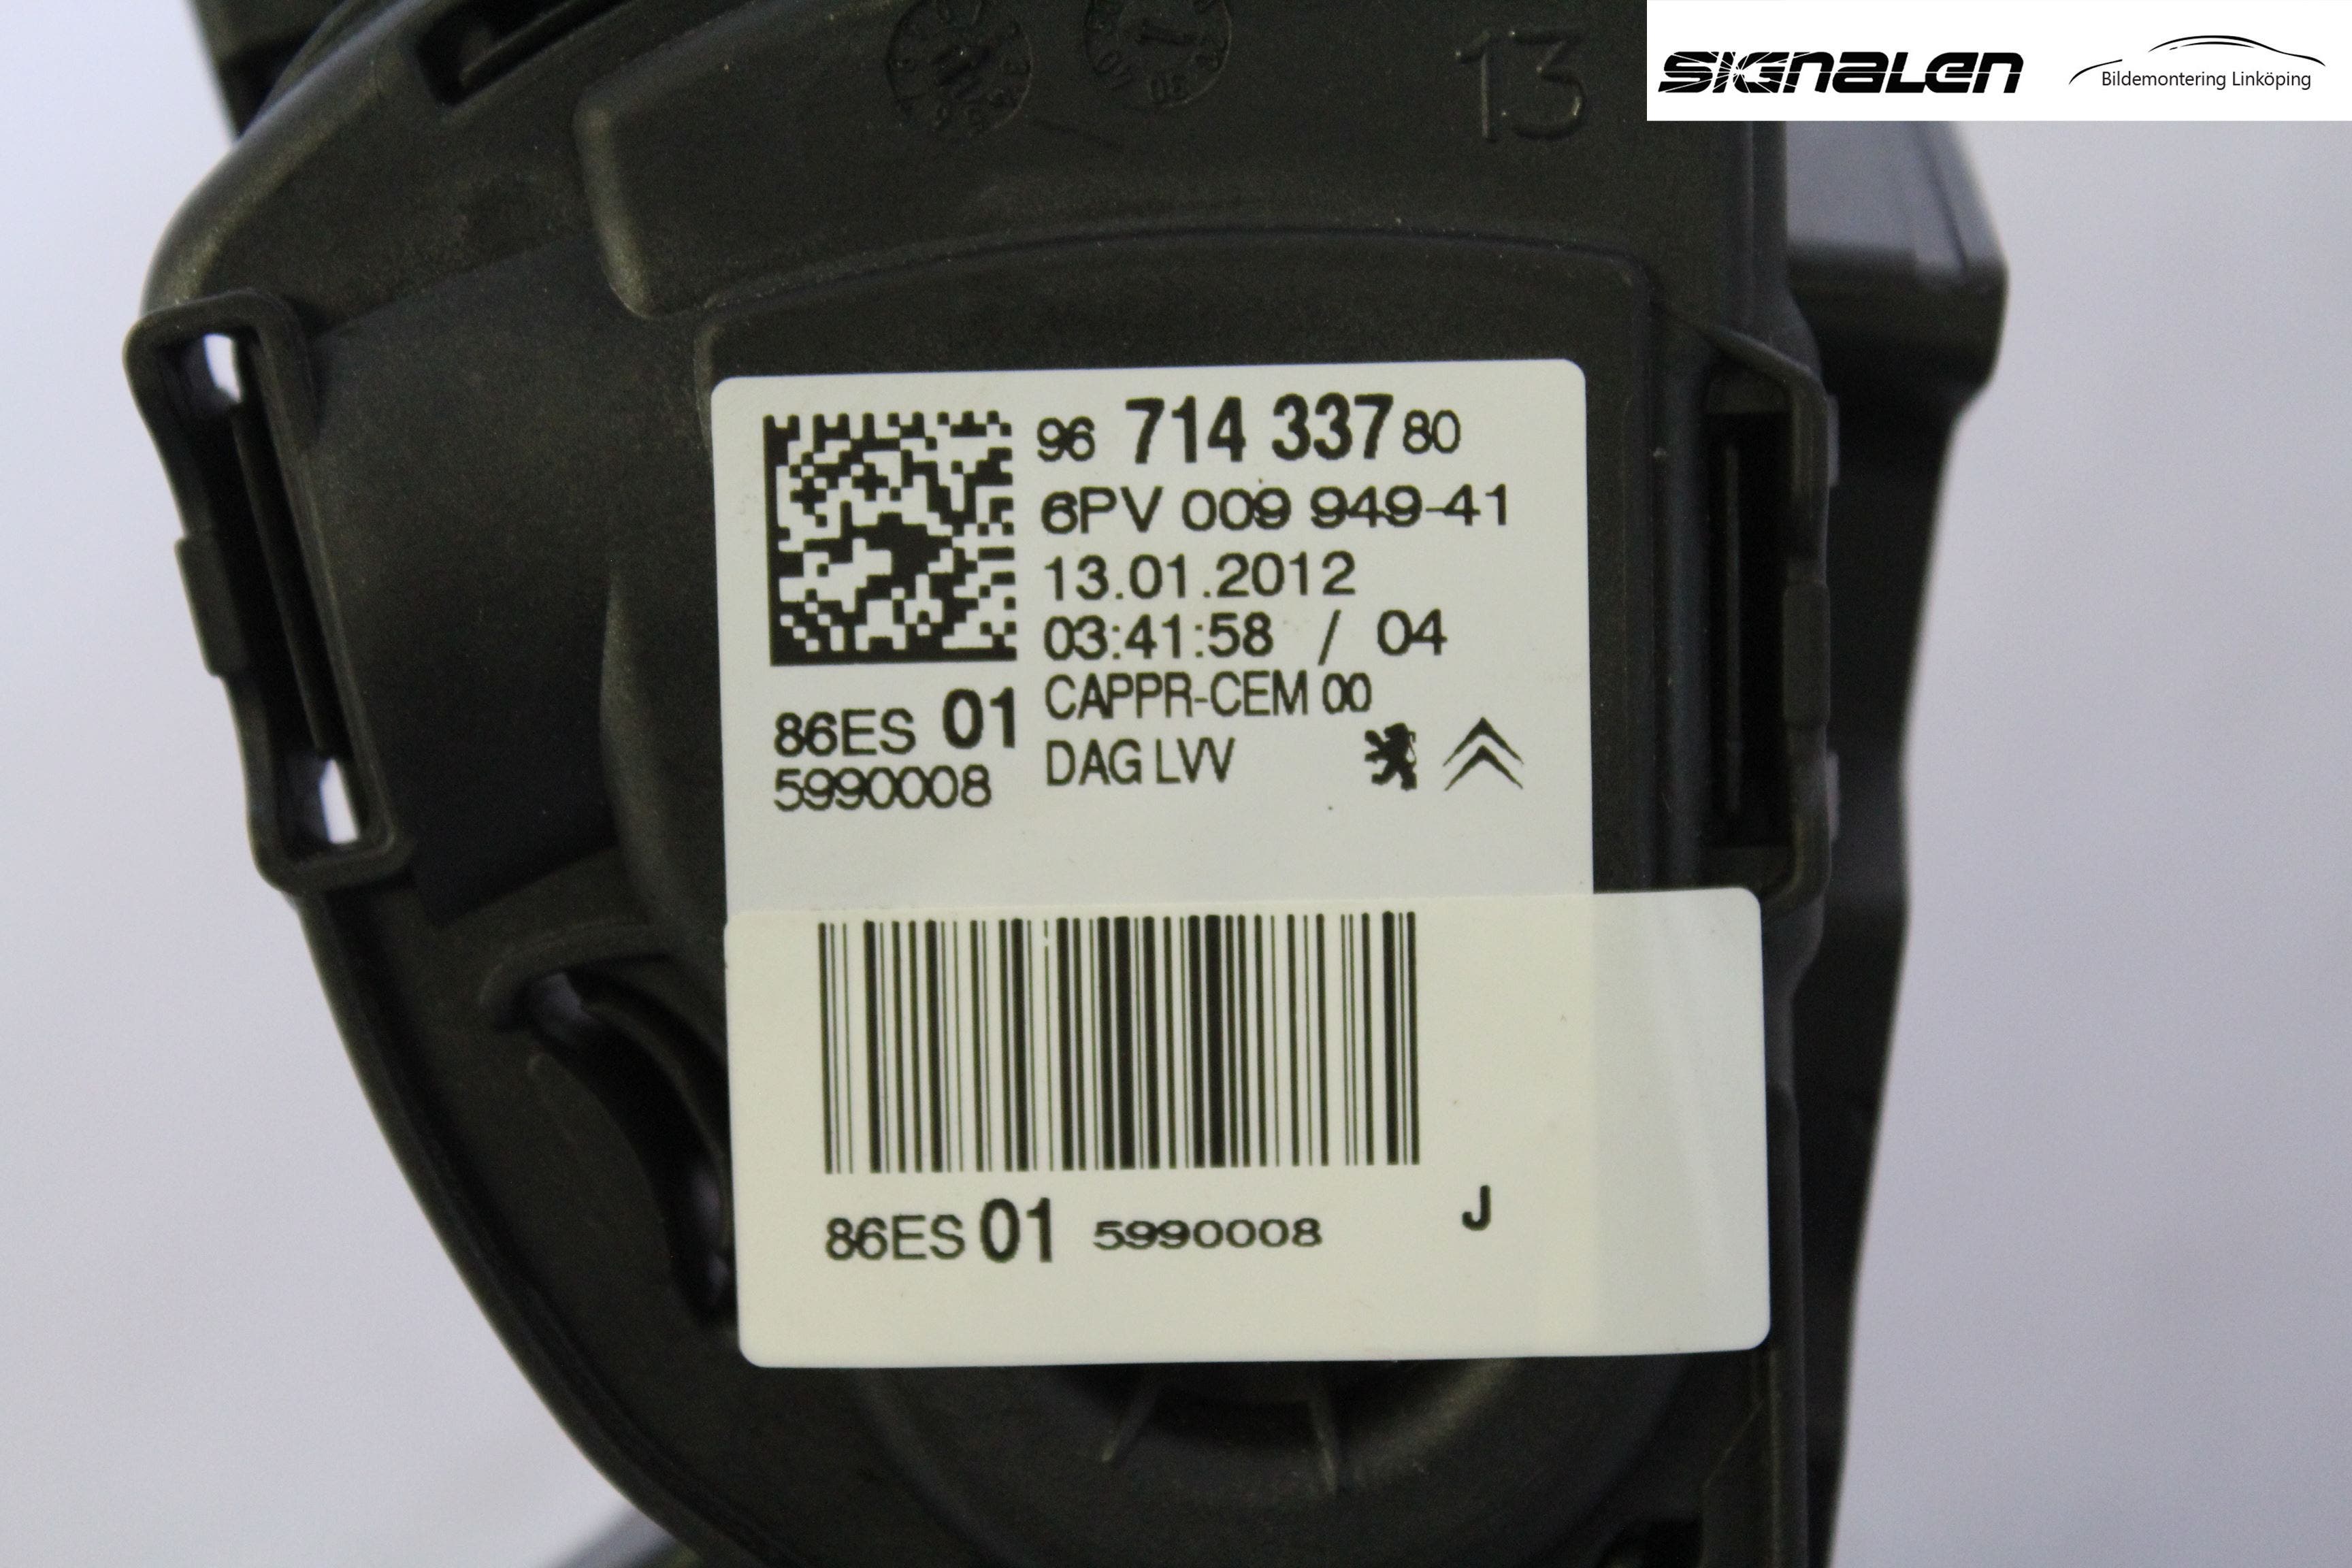 SIGNALEN
Bildemontering Linköping
13
96 714 337 80
6PV 009 949-41
13.01.2012
03:41:58 / 04
CAPPR-CEM 00
DAG LVV
86ES 01
5990008
86ES 01 5990008
J